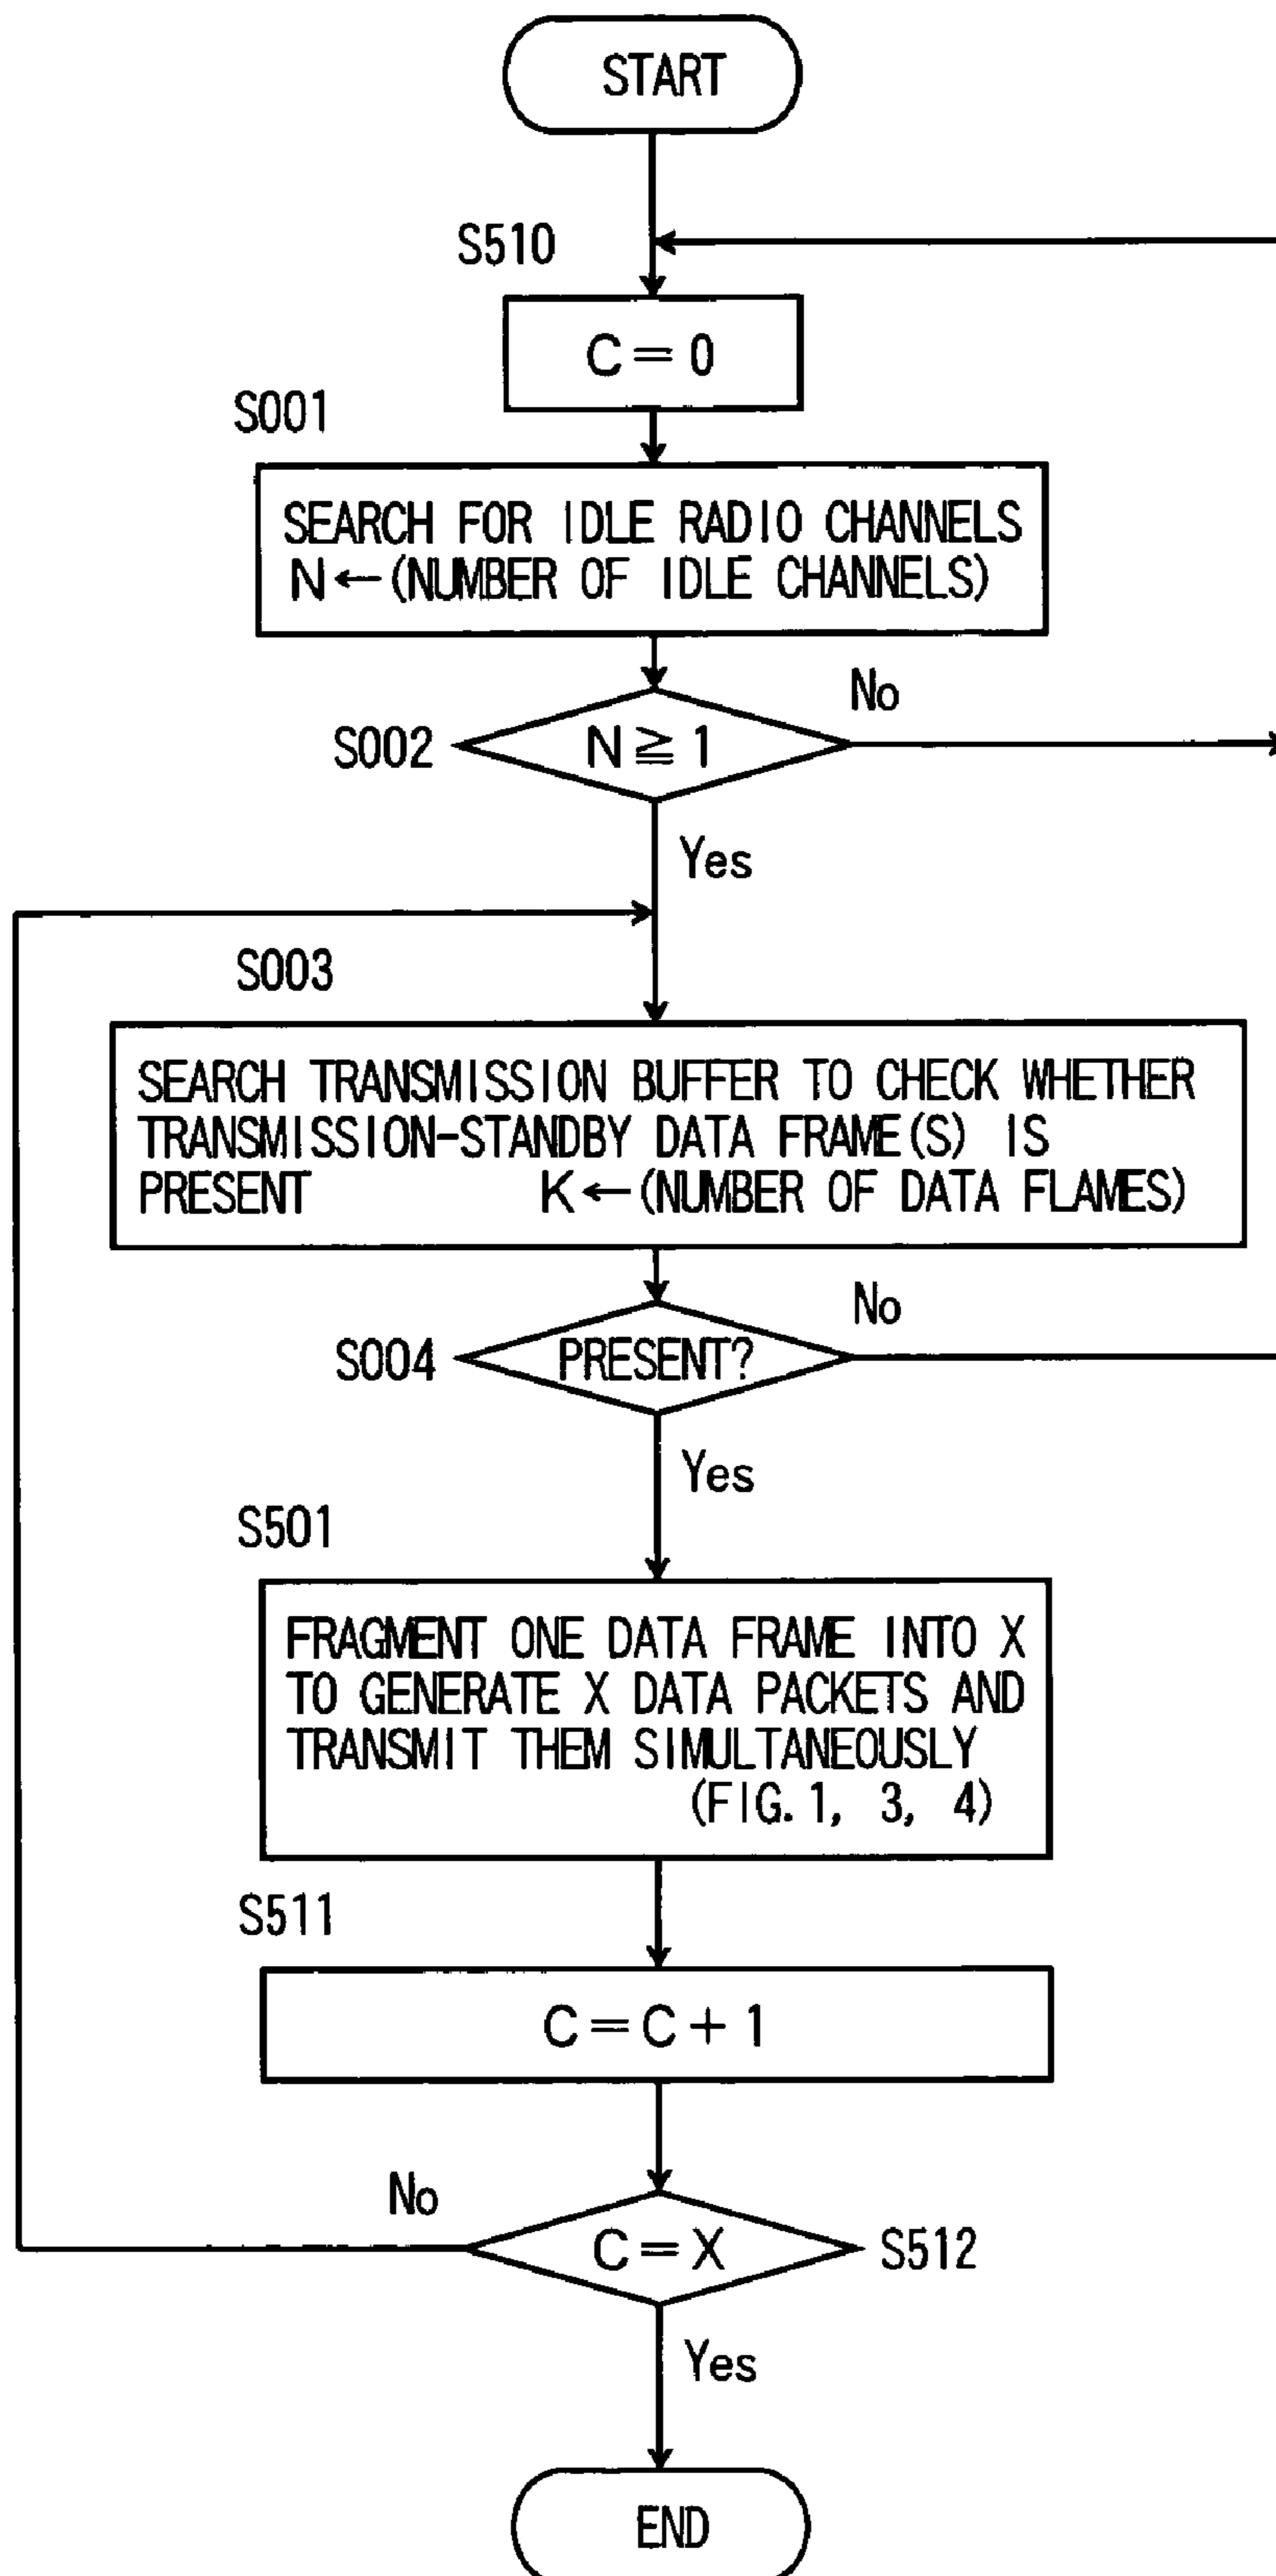 START
S510
C=0
S001
SEARCH FOR IDLE RADIO CHANNELS
N←(NUMBER OF IDLE CHANNELS)
No
S002
N≧1
Yes
S003
SEARCH TRANSMISSION BUFFER TO CHECK WHETHER
TRANSMISSION-STANDBY DATA FRAME(S) IS
PRESENT K←(NUMBER OF DATA FLAMES)
No
S004
PRESENT?
Yes
S501
FRAGMENT ONE DATA FRAME INTO X
TO GENERATE X DATA PACKETS AND
TRANSMIT THEM SIMULTANEOUSLY
(FIG. 1, 3, 4)
S511
C=C+1
No
C=X
S512
Yes
END